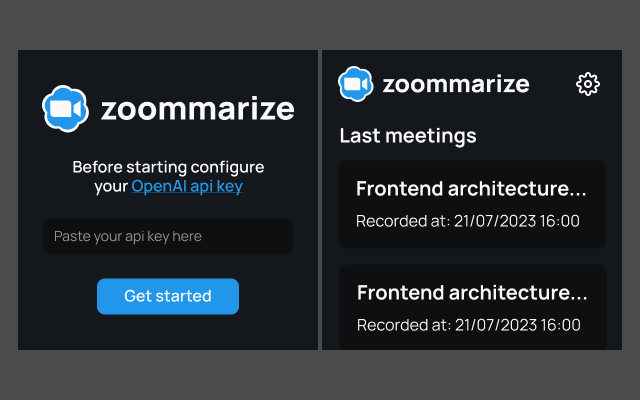 zoommarize
Before starting configure
your OpenAI api key
Paste your api key here
Get started
zoommarize
Last meetings
Frontend architecture...
Recorded at: 21/07/2023 16:00
Frontend architecture...
Recorded at: 21/07/2023 16:00